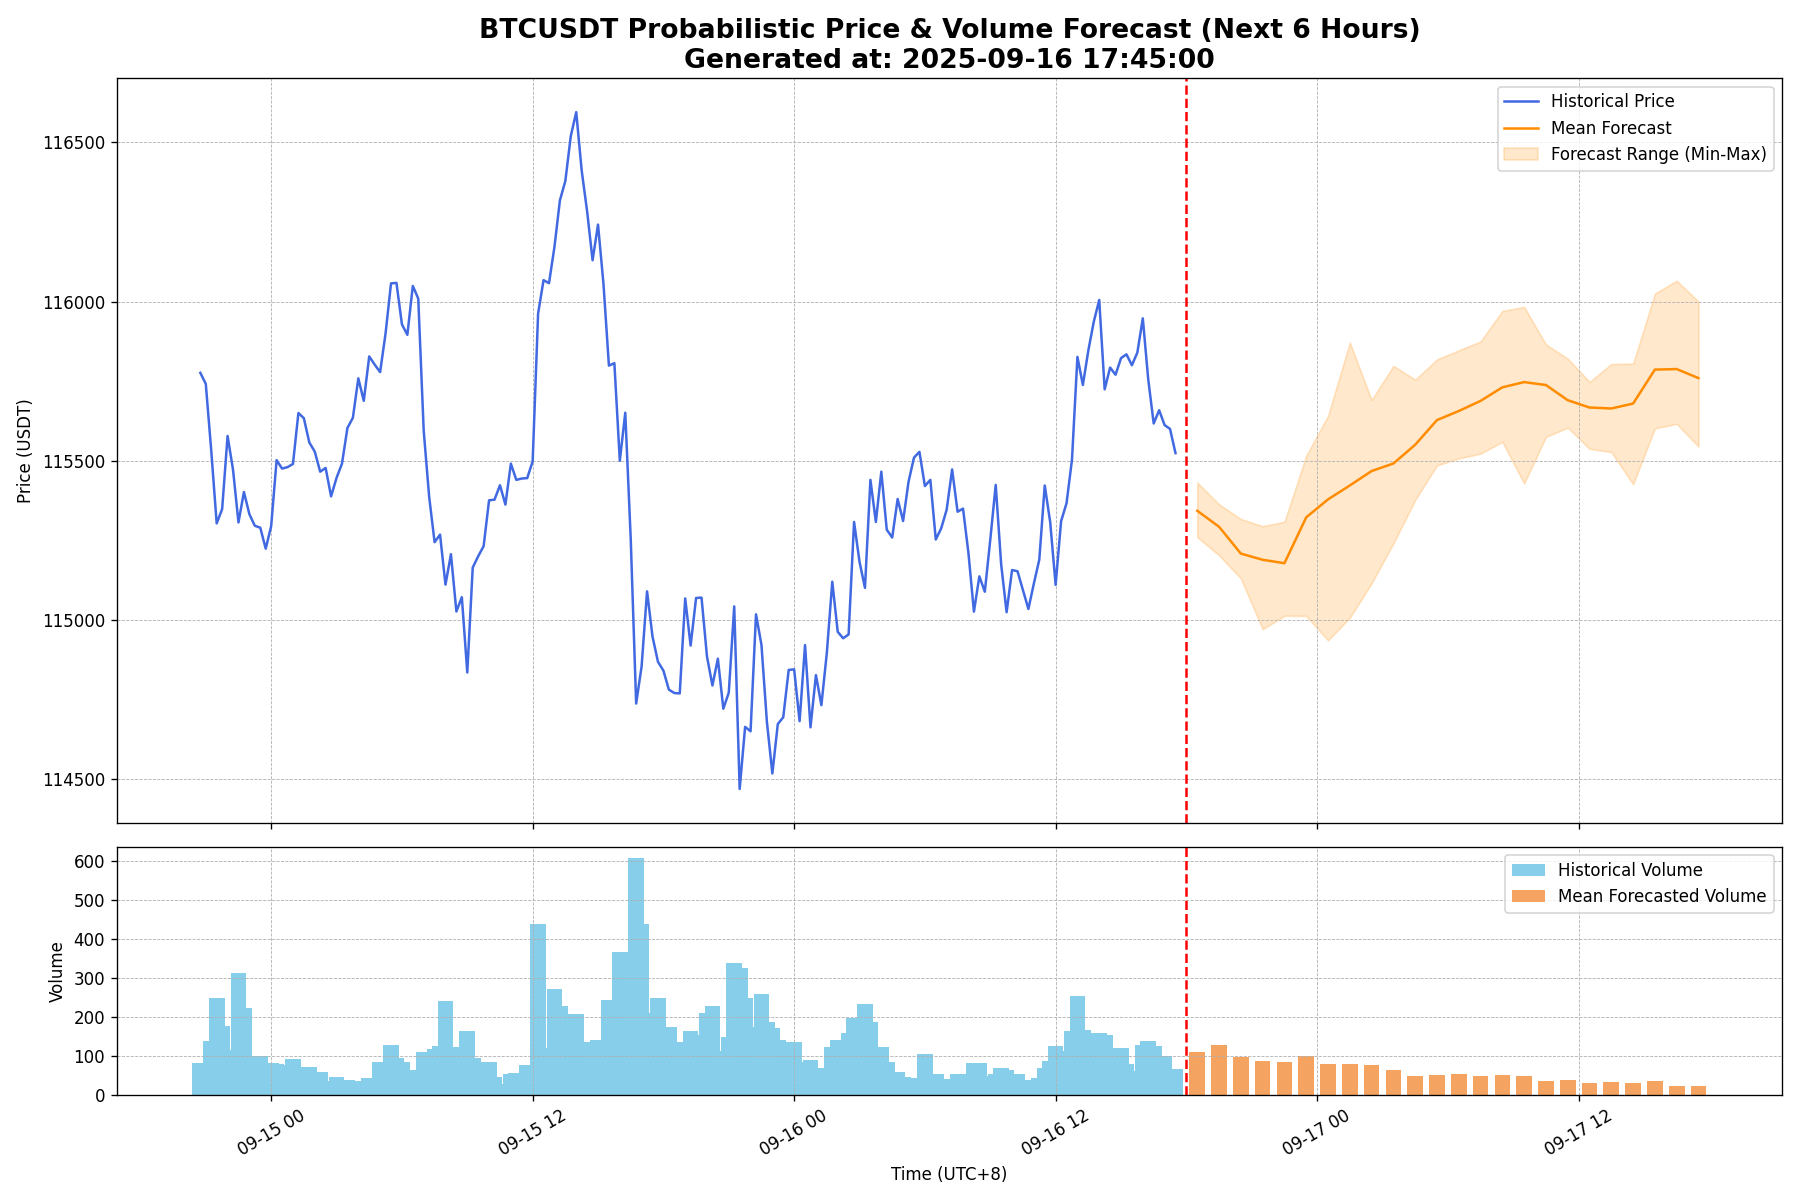 BTCUSDT Probabilistic Price & Volume Forecast (Next 6 Hours)
Generated at: 2025-09-16 17:45:00
Historical Price
Mean Forecast
Forecast Range (Min-Max)
116500
116000
115500
115000
114500
Price (USDT)
Historical Volume
Mean Forecasted Volume
600
500
400
300
200
100
0
Volume
09-15 00
09-15 12
09-16 00
09-16 12
09-17 00
09-17 12
Time (UTC+8)